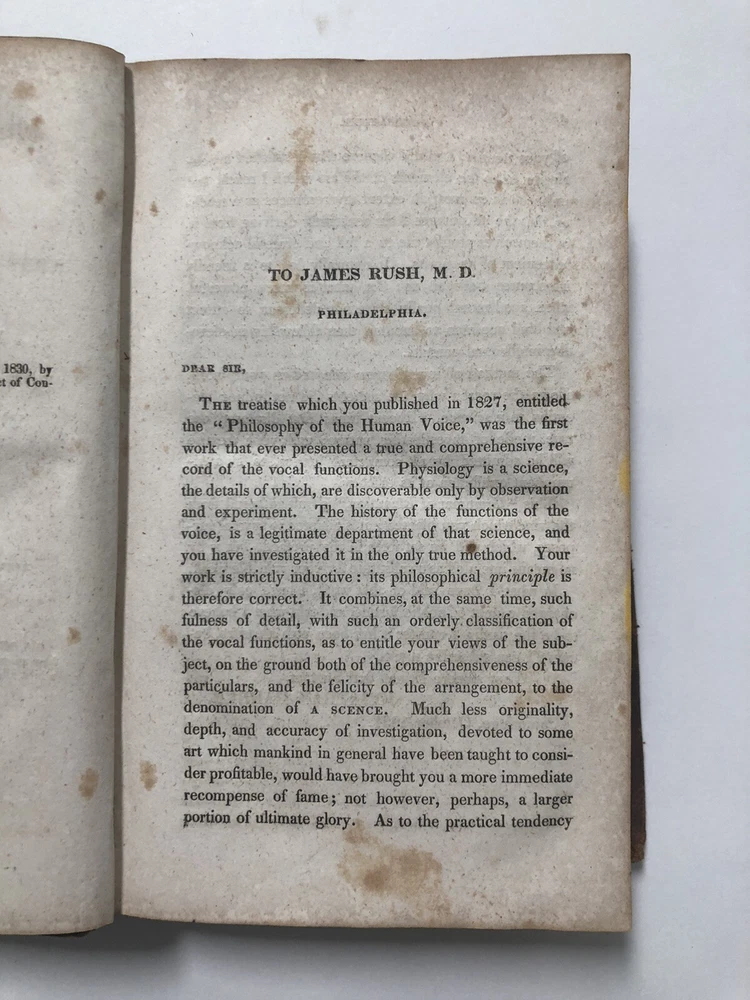 1830, by
ct of Con-
TO JAMES RUSH, M. D.
PHILADELPHIA.
DEAR SIR,
THE treatise which you published in 1827, entitled
the "Philosophy of the Human Voice," was the first
work that ever presented a true and comprehensive re-
cord of the vocal functions. Physiology is a science,
the details of which, are discoverable only by observation
and experiment. The history of the functions of the
voice, is a legitimate department of that science, and
you have investigated it in the only true method. Your
work is strictly inductive: its philosophical principle is
therefore correct. It combines, at the same time, such
fulness of detail, with such an orderly classification of
the vocal functions, as to entitle your views of the sub-
ject, on the ground both of the comprehensiveness of the
particulars, and the felicity of the arrangement, to the
denomination of A SCENCE. Much less originality,
depth, and accuracy of investigation, devoted to some
art which mankind in general have been taught to consi-
der profitable, would have brought you a more immediate
recompense of fame; not however, perhaps, a larger
portion of ultimate glory. As to the practical tendency